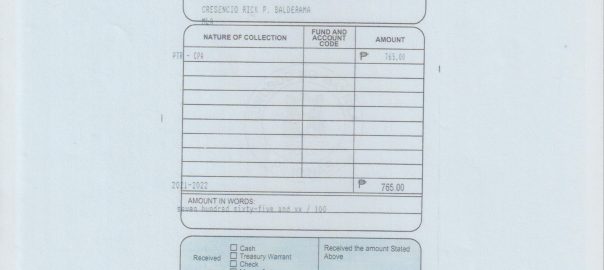 CRESENCIO RICK P. BALDERAMA
MLA
NATURE OF COLLECTION FUND AND ACCOUNT CODE AMOUNT
PTR - CPA ₱ 765.00
2021-2022 ₱ 765.00
AMOUNT IN WORDS:
seven hundred sixty-five and xx / 100
Received
Cash
Treasury Warrant
Check
Received the amount Stated
Above